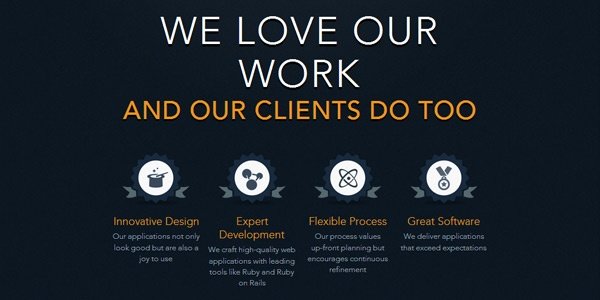 WE LOVE OUR
WORK
AND OUR CLIENTS DO TOO
Innovative Design
Our applications not only
look good but are also a
joy to use
Expert
Development
We craft high-quality web
applications with leading
tools like Ruby and Ruby
on Rails
Flexible Process
Our process values
up-front planning but
encourages continuous
refinement
Great Software
We deliver applications
that exceed expectations